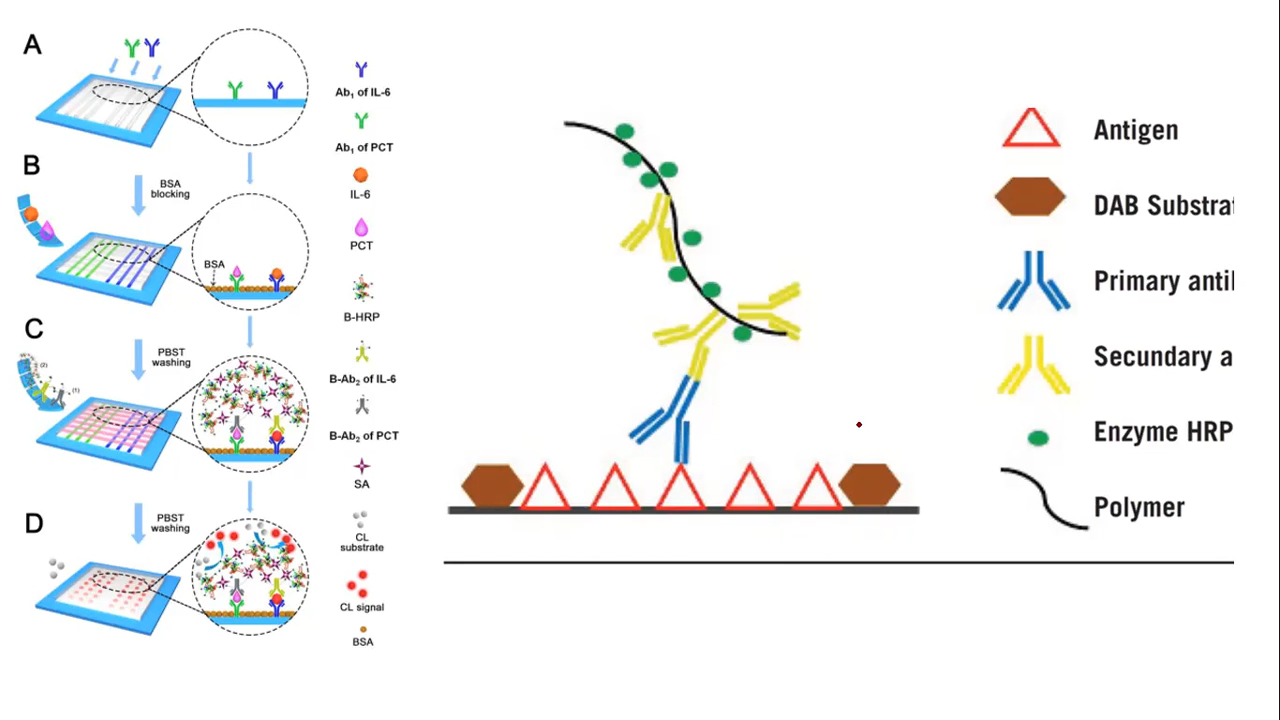 A
Ab1 of IL-6
Ab1 of PCT
B
BSA
blocking
IL-6
PCT
BSA
B-HRP
C
PBST
washing
(2)
(1)
B-Ab2 of IL-6
B-Ab2 of PCT
SA
D
PBST
washing
CL
substrate
CL signal
BSA
Antigen
DAB Substrat
Primary anti
Secundary a
Enzyme HRP
Polymer